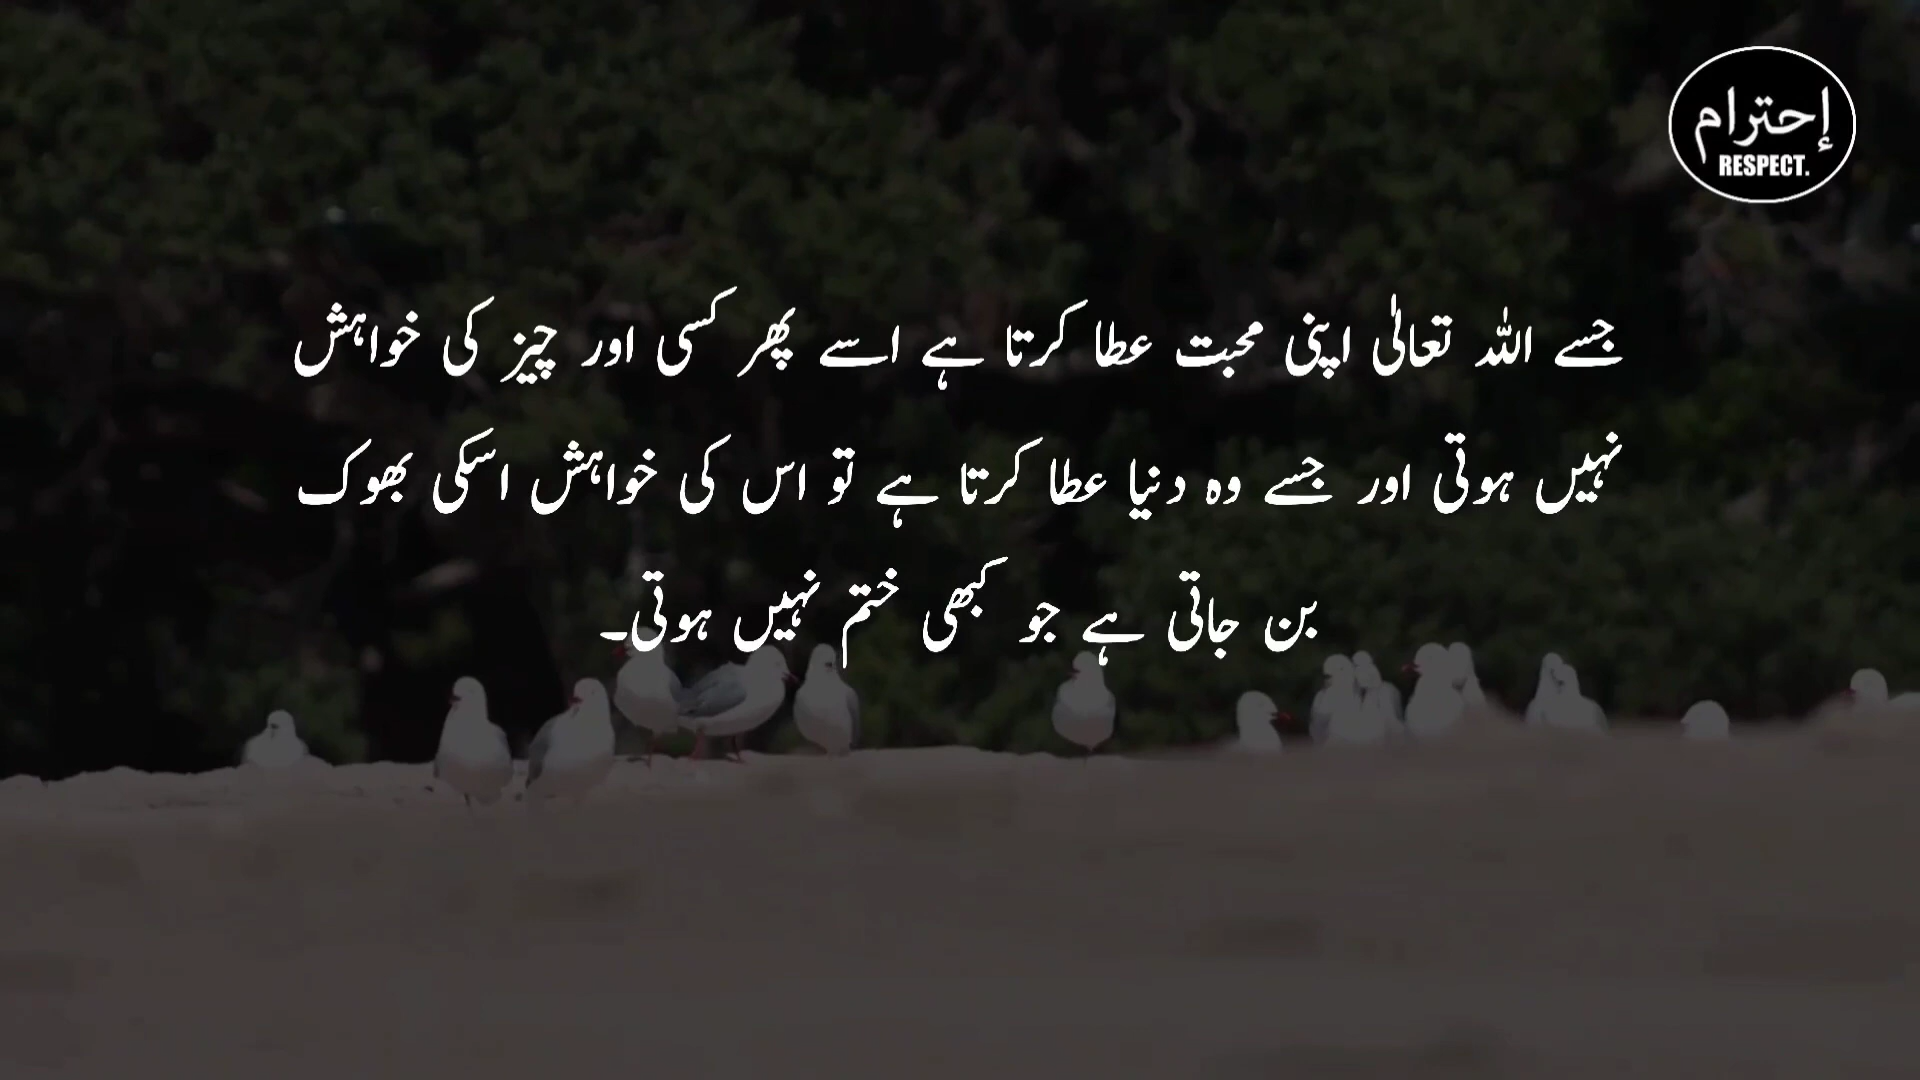 إحترام
RESPECT.
جسے اللہ تعالیٰ اپنی محبت عطا کرتا ہے اسے پھر کسی اور چیز کی خواہش
نہیں ہوتی اور جسے وہ دنیا عطا کرتا ہے تو اس کی خواہش اسکی بھوک
بن جاتی ہے جو کبھی ختم نہیں ہوتی۔